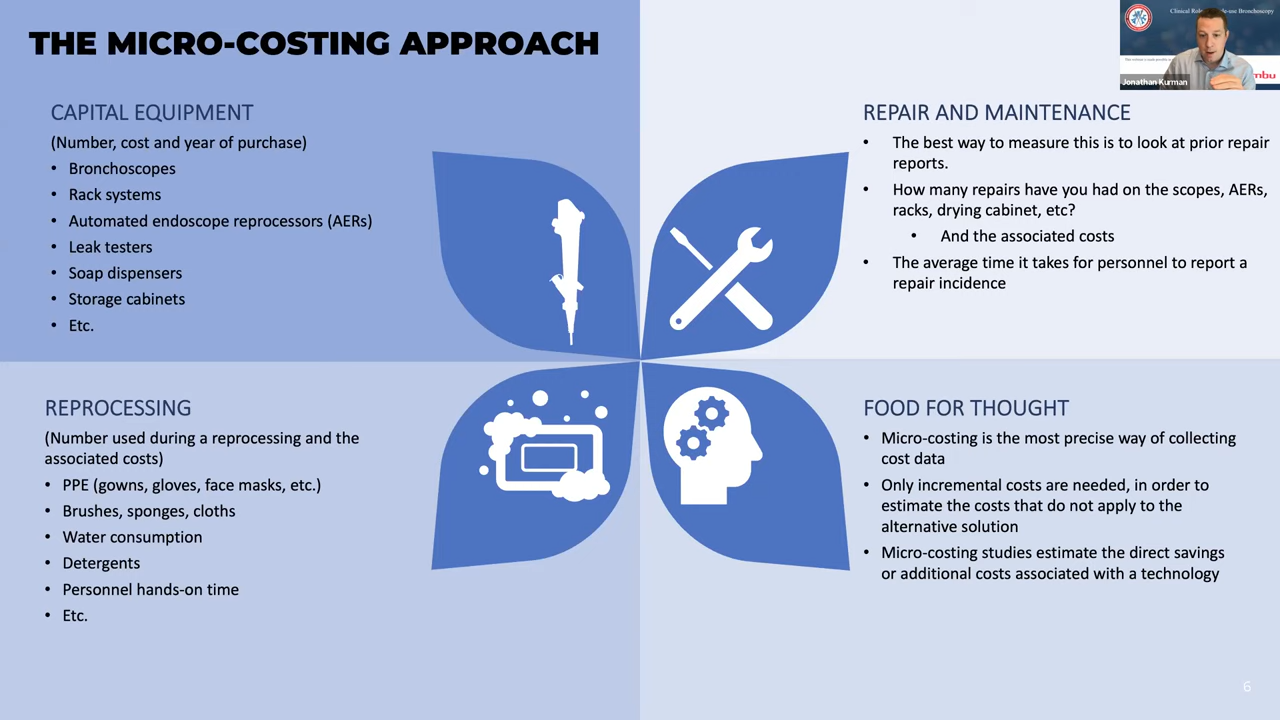 THE MICRO-COSTING APPROACH
CAPITAL EQUIPMENT
(Number, cost and year of purchase)
• Bronchoscopes
• Rack systems
• Automated endoscope reprocessors (AERs)
• Leak testers
• Soap dispensers
• Storage cabinets
• Etc.
REPAIR AND MAINTENANCE
• The best way to measure this is to look at prior repair
reports.
• How many repairs have you had on the scopes, AERs,
racks, drying cabinet, etc?
• And the associated costs
• The average time it takes for personnel to report a
repair incidence
REPROCESSING
(Number used during a reprocessing and the
associated costs)
• PPE (gowns, gloves, face masks, etc.)
• Brushes, sponges, cloths
• Water consumption
• Detergents
• Personnel hands-on time
• Etc.
FOOD FOR THOUGHT
• Micro-costing is the most precise way of collecting
cost data
• Only incremental costs are needed, in order to
estimate the costs that do not apply to the
alternative solution
• Micro-costing studies estimate the direct savings
or additional costs associated with a technology
6
Clinical Bronchoscopy
Jonathan Kurman
mbu